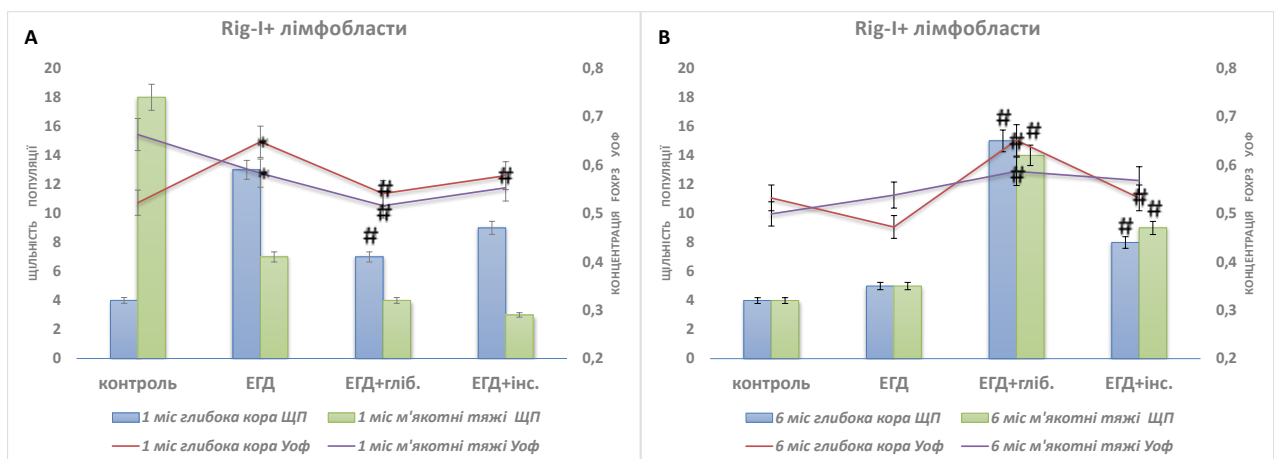 A
Rig-I+ лімфобласти
20
18
16
14
12
10
8
6
4
2
0
ЩІЛЬНІСТЬ ПОПУЛЯЦІЇ
0,8
0,7
0,6
0,5
0,4
0,3
0,2
КОНЦЕНТРАЦІЯ FOXP3 УОФ
* * # # # #
контроль ЕГД ЕГД+гліб. ЕГД+інс.
1 міс глибока кора ЩП 1 міс м'якотні тяжі ЩП
1 міс глибока кора Уоф 1 міс м'якотні тяжі Уоф
B
Rig-I+ лімфобласти
20
18
16
14
12
10
8
6
4
2
0
ЩІЛЬНІСТЬ ПОПУЛЯЦІЇ
0,8
0,7
0,6
0,5
0,4
0,3
0,2
КОНЦЕНТРАЦІЯ FOXP3 УОФ
# # # # # # #
контроль ЕГД ЕГД+гліб. ЕГД+інс.
6 міс глибока кора ЩП 6 міс м'якотні тяжі ЩП
6 міс глибока кора Уоф 6 міс м'якотні тяжі Уоф